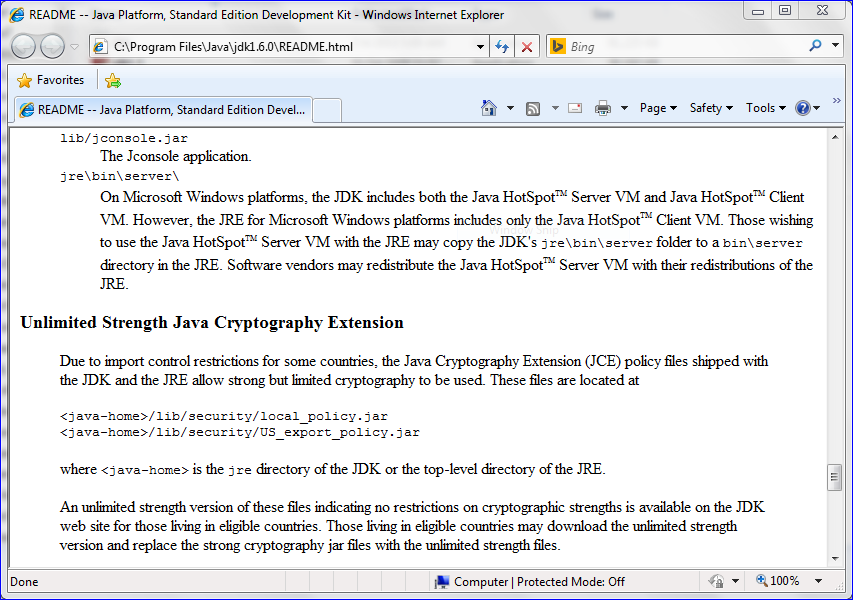 README -- Java Platform, Standard Edition Development Kit - Windows Internet Explorer
C:\Program Files\Java\jdk1.6.0\README.html
Bing
Favorites
README -- Java Platform, Standard Edition Devel...
Page
Safety
Tools
lib/jconsole.jar
The Jconsole application.
jre\bin\server\
On Microsoft Windows platforms, the JDK includes both the Java HotSpot™ Server VM and Java HotSpot™ Client
VM. However, the JRE for Microsoft Windows platforms includes only the Java HotSpot™ Client VM. Those wishing
to use the Java HotSpot™ Server VM with the JRE may copy the JDK's jre\bin\server folder to a bin\server
directory in the JRE. Software vendors may redistribute the Java HotSpot™ Server VM with their redistributions of the
JRE.
Unlimited Strength Java Cryptography Extension
Due to import control restrictions for some countries, the Java Cryptography Extension (JCE) policy files shipped with
the JDK and the JRE allow strong but limited cryptography to be used. These files are located at
<java-home>/lib/security/local_policy.jar
<java-home>/lib/security/US_export_policy.jar
where <java-home> is the jre directory of the JDK or the top-level directory of the JRE.
An unlimited strength version of these files indicating no restrictions on cryptographic strengths is available on the JDK
web site for those living in eligible countries. Those living in eligible countries may download the unlimited strength
version and replace the strong cryptography jar files with the unlimited strength files.
Done
Computer | Protected Mode: Off
100%